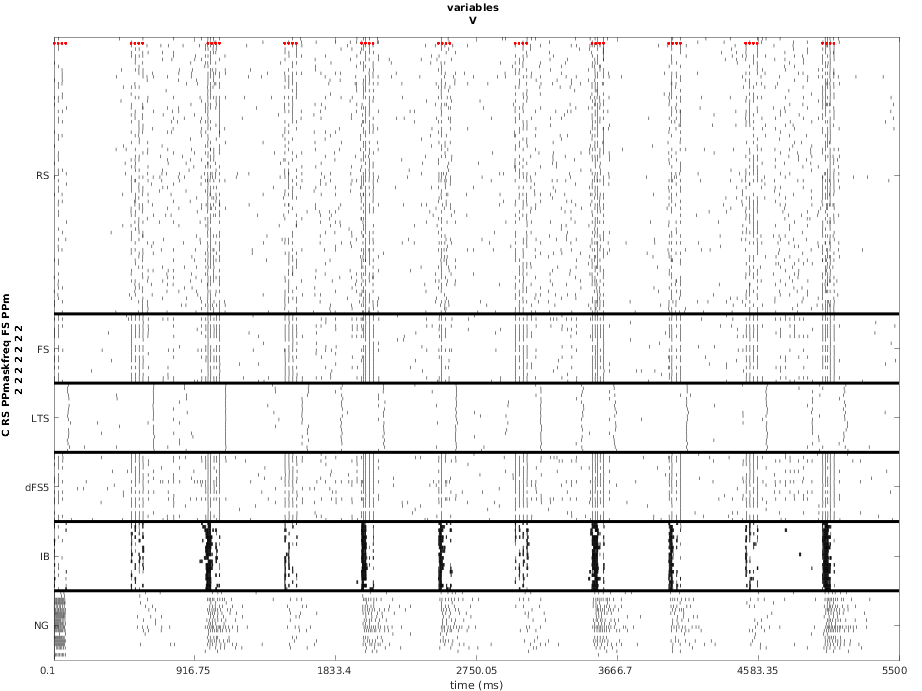 variables
V
RS
FS
LTS
dFS5
IB
NG
C RS PPmaskfreq FS PPm
2 2 2 2 2 2 2
0.1 916.75 1833.4 2750.05 3666.7 4583.35 5500
time (ms)